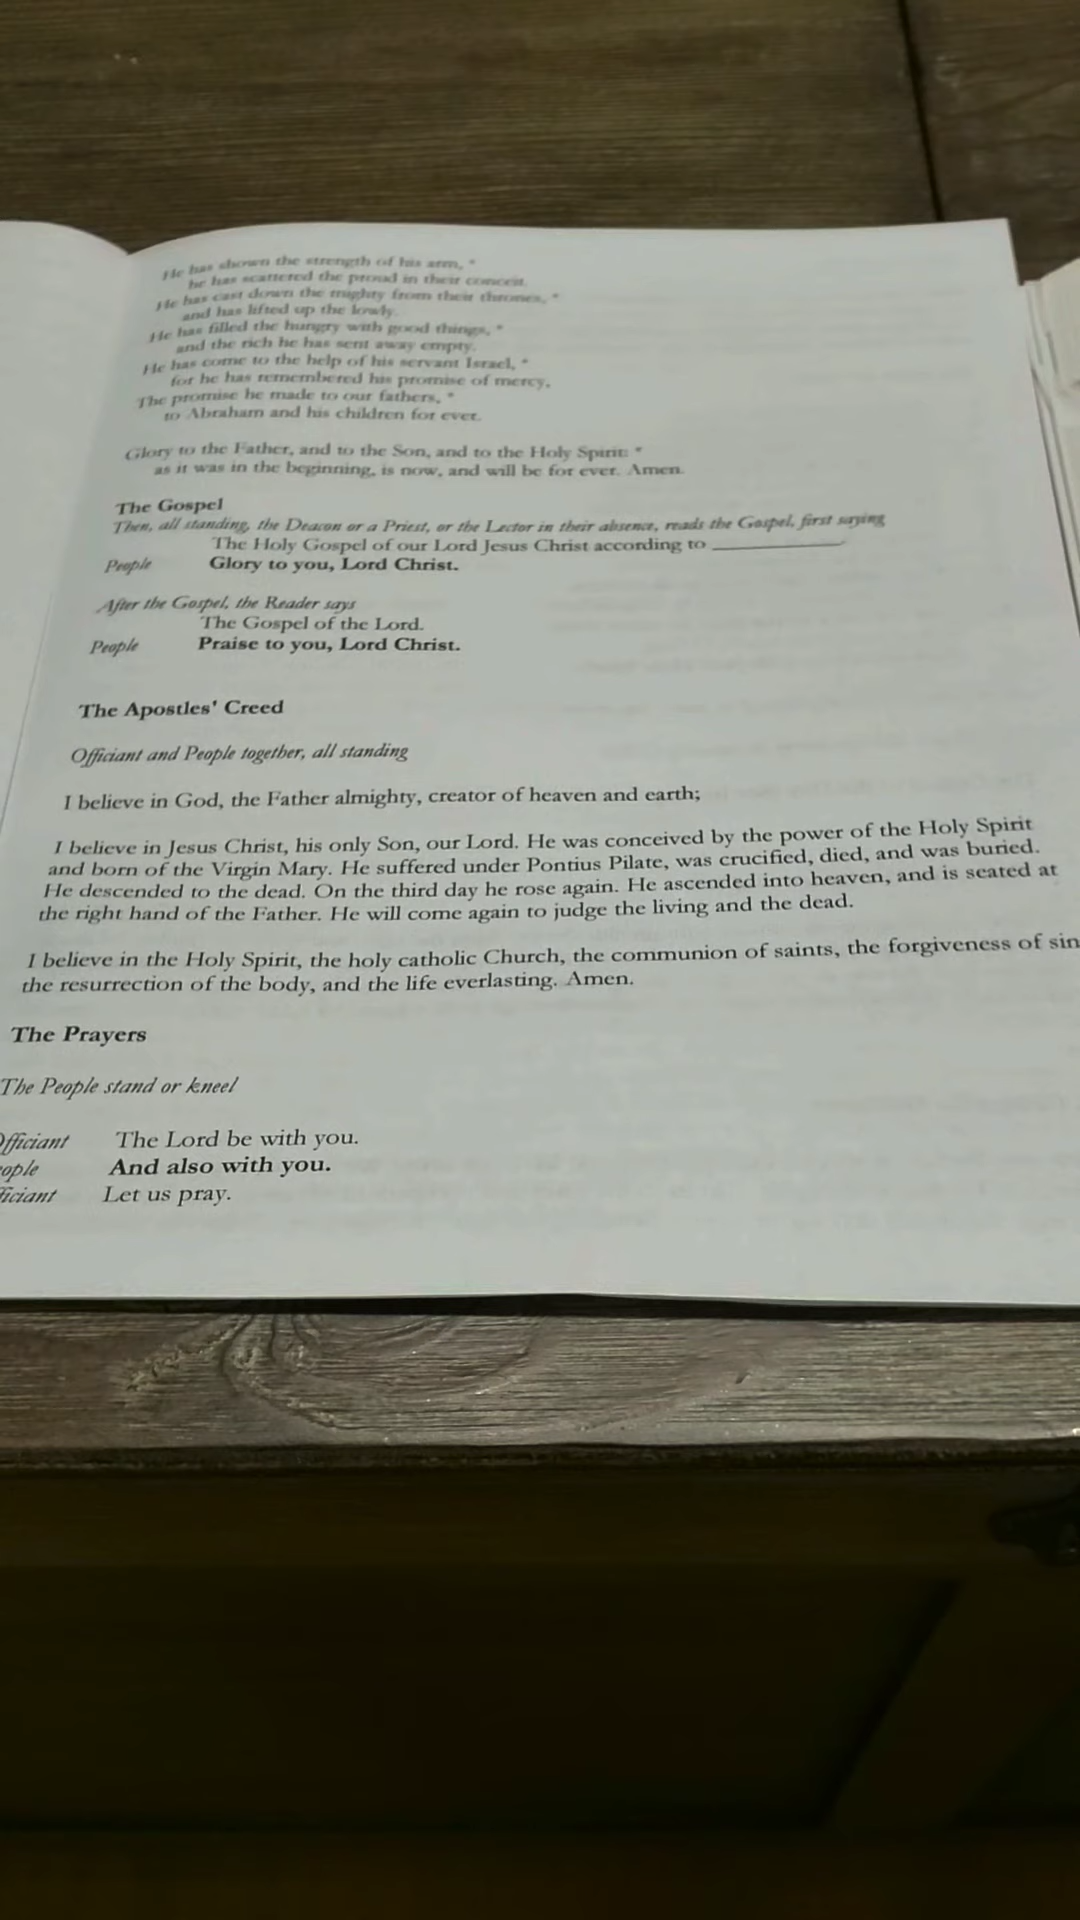 He has shown the strength of his arm, *
he has scattered the proud in their conceit.
He has cast down the mighty from their thrones, *
and has lifted up the lowly.
He has filled the hungry with good things, *
and the rich he has sent away empty.
He has come to the help of his servant Israel, *
for he has remembered his promise of mercy,
The promise he made to our fathers, *
to Abraham and his children for ever.
Glory to the Father, and to the Son, and to the Holy Spirit: *
as it was in the beginning, is now, and will be for ever. Amen.
The Gospel
Then, all standing, the Deacon or a Priest, or the Lector in their absence, reads the Gospel, first saying
The Holy Gospel of our Lord Jesus Christ according to
People Glory to you, Lord Christ.
After the Gospel, the Reader says
The Gospel of the Lord.
People Praise to you, Lord Christ.
The Apostles' Creed
Officiant and People together, all standing
I believe in God, the Father almighty, creator of heaven and earth;
I believe in Jesus Christ, his only Son, our Lord. He was conceived by the power of the Holy Spirit
and born of the Virgin Mary. He suffered under Pontius Pilate, was crucified, died, and was buried.
He descended to the dead. On the third day he rose again. He ascended into heaven, and is seated at
the right hand of the Father. He will come again to judge the living and the dead.
I believe in the Holy Spirit, the holy catholic Church, the communion of saints, the forgiveness of sin
the resurrection of the body, and the life everlasting. Amen.
The Prayers
The People stand or kneel
Officiant The Lord be with you.
eople And also with you.
ficiant Let us pray.